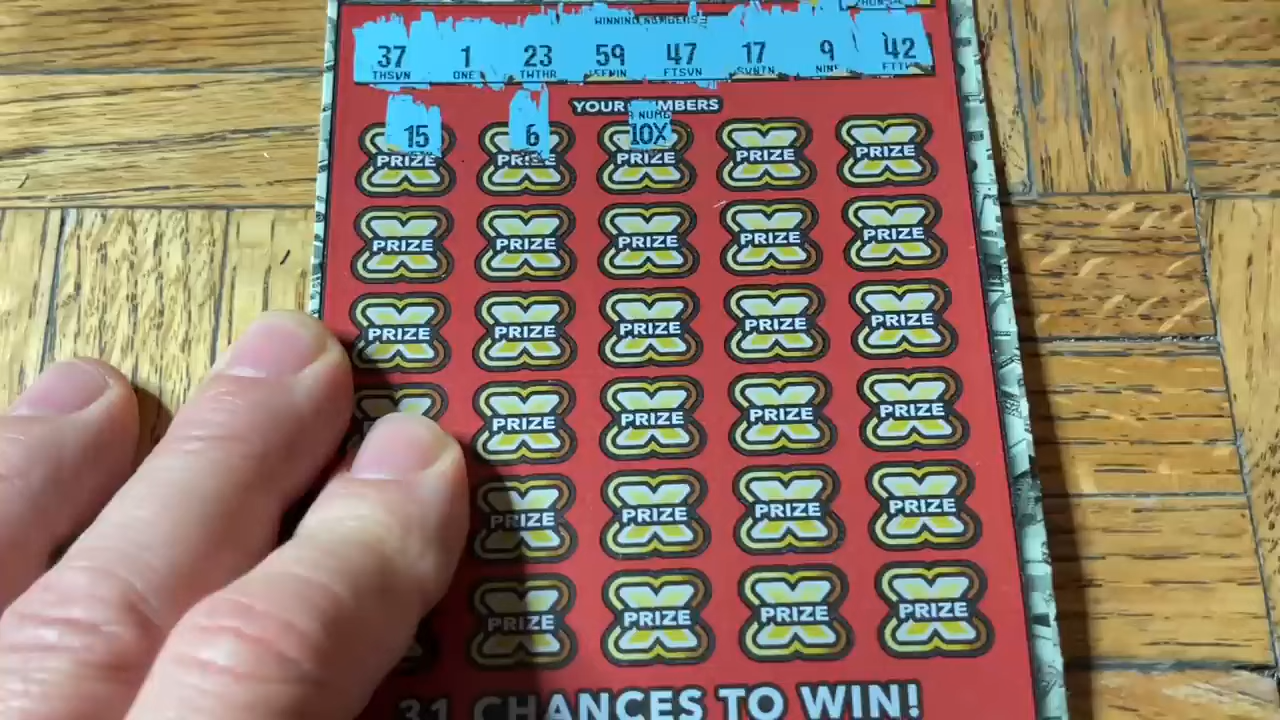 WINNING NUMBERS
37 1 23 59 47 17 9 42
THSVN ONE TWTHR FTSVN SVNTN NINE
YOUR NUMBERS
15 6 10X
PRIZE PRIZE PRIZE PRIZE PRIZE
PRIZE PRIZE PRIZE PRIZE PRIZE
PRIZE PRIZE PRIZE PRIZE PRIZE
PRIZE PRIZE PRIZE PRIZE
PRIZE PRIZE PRIZE PRIZE
PRIZE PRIZE PRIZE PRIZE
31 CHANCES TO WIN!